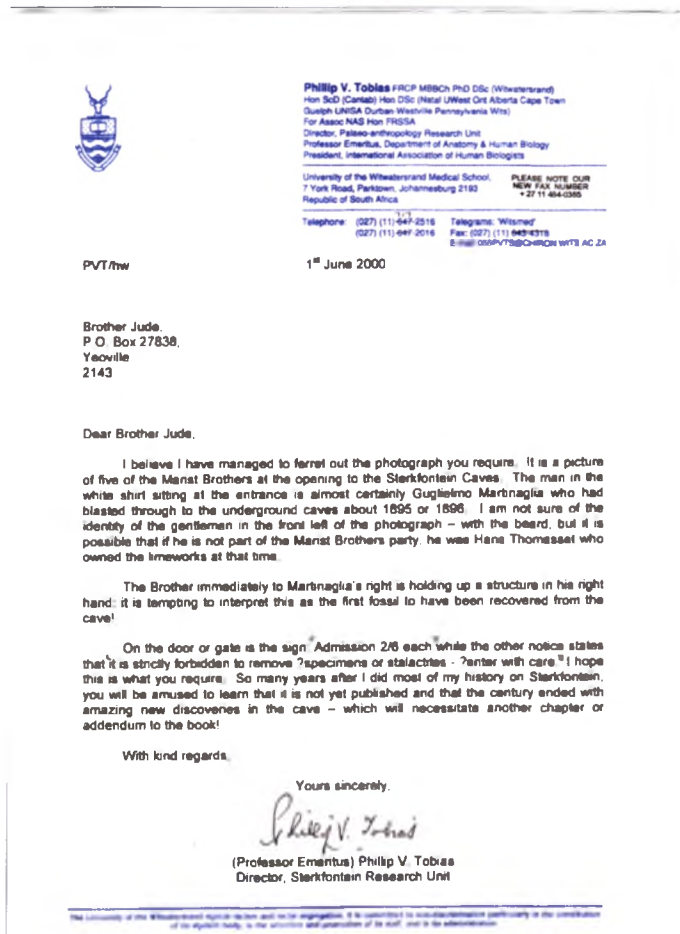 Phillip V. Tobias FRCP MBBCh PhD DSc (Witwatersrand)
Hon ScD (Cantab) Hon DSc (Natal UWest Ont Alberta Cape Town
Guelph UNISA Durban-Westville Pennsylvania Wits)
For Assoc NAS Hon FRSSA
Director, Palaeo-anthropology Research Unit
Professor Emeritus, Department of Anatomy & Human Biology
President, International Association of Human Biologists
University of the Witwatersrand Medical School,
7 York Road, Parktown, Johannesburg 2193
Republic of South Africa
PLEASE NOTE OUR
NEW FAX NUMBER
+ 27 11 484-0385
Telephone: (027) (11) 647-2516 Telegrams: 'Witsmed'
(027) (11) 647-2016 Fax: (027) (11) 643-4318
E-mail 055PVTS@CHIRON WITS AC ZA
PVT/hw 1st June 2000
Brother Jude,
P O. Box 27838,
Yeoville
2143
Dear Brother Jude,
I believe I have managed to ferret out the photograph you require. It is a picture
of five of the Marist Brothers at the opening to the Sterkfontein Caves. The man in the
white shirt sitting at the entrance is almost certainly Guglielmo Martinaglia who had
blasted through to the underground caves about 1895 or 1896. I am not sure of the
identity of the gentleman in the front left of the photograph – with the beard, but it is
possible that if he is not part of the Marist Brothers party, he was Hans Thomasset who
owned the limeworks at that time.
The Brother immediately to Martinaglia's right is holding up a structure in his right
hand: it is tempting to interpret this as the first fossil to have been recovered from the
cave!
On the door or gate is the sign "Admission 2/6 each" while the other notice states
that "it is strictly forbidden to remove ?specimens or stalactites - ?enter with care." I hope
this is what you require. So many years after I did most of my history on Sterkfontein,
you will be amused to learn that it is not yet published and that the century ended with
amazing new discoveries in the cave – which will necessitate another chapter or
addendum to the book!
With kind regards,
Yours sincerely,
Phillip V. Tobias
(Professor Emeritus) Phillip V. Tobias
Director, Sterkfontein Research Unit